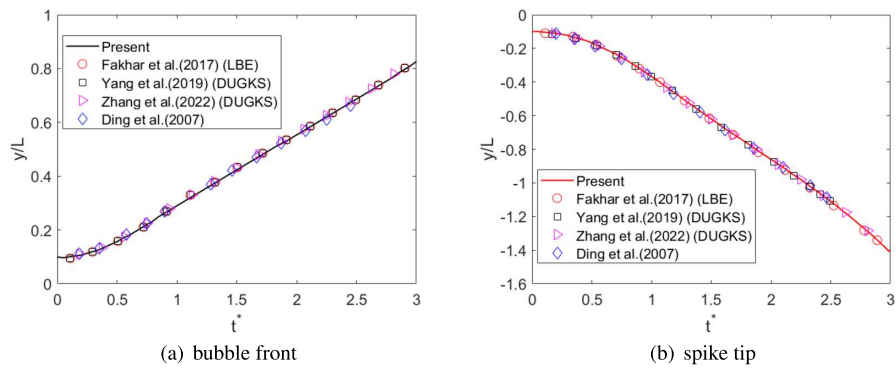 1
0.8
0.6
0.4
0.2
0
y/L
Present
Fakhar et al.(2017) (LBE)
Yang et al.(2019) (DUGKS)
Zhang et al.(2022) (DUGKS)
Ding et al.(2007)
0 0.5 1 1.5 2 2.5 3
t*
(a) bubble front
-0
-0.2
-0.4
-0.6
-0.8
-1
-1.2
-1.4
-1.6
y/L
Present
Fakhar et al.(2017) (LBE)
Yang et al.(2019) (DUGKS)
Zhang et al.(2022) (DUGKS)
Ding et al.(2007)
0 0.5 1 1.5 2 2.5 3
t*
(b) spike tip